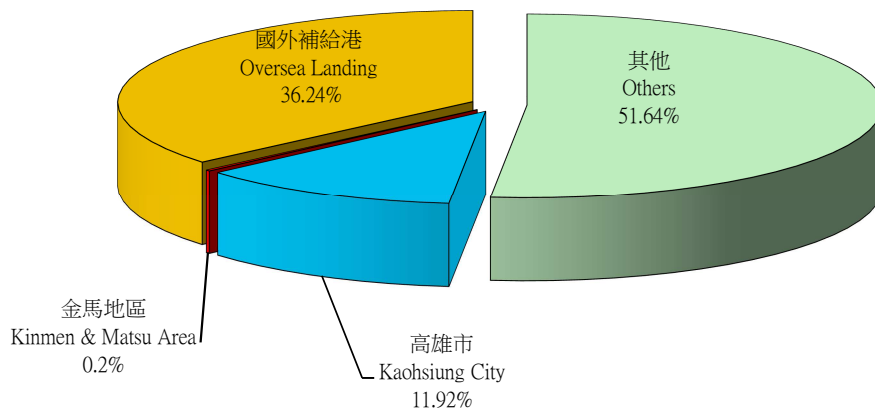 國外補給港
Oversea Landing
36.24%
其他
Others
51.64%
金馬地區
Kinmen & Matsu Area
0.2%
高雄市
Kaohsiung City
11.92%